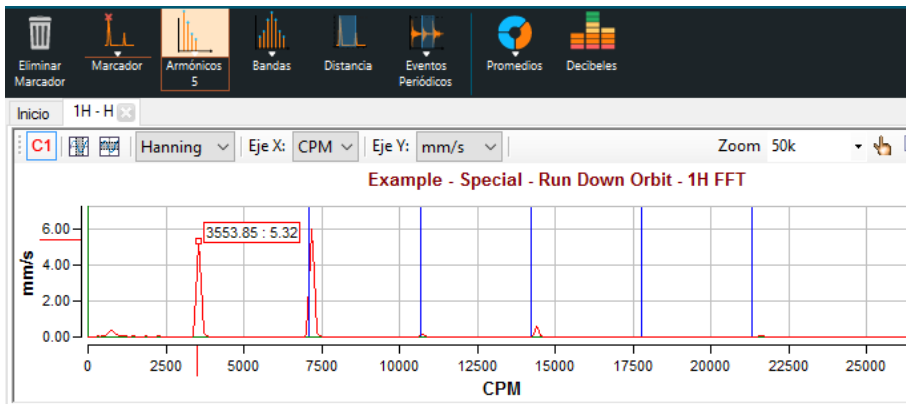 Eliminar Marcador
Marcador
Armónicos 5
Bandas
Distancia
Eventos Periódicos
Promedios
Decibeles
Inicio
1H - H
C1
Hanning
Eje X:
CPM
Eje Y:
mm/s
Zoom
50k
Example - Special - Run Down Orbit - 1H FFT
3553.85 : 5.32
6.00
4.00
2.00
0.00
mm/s
0
2500
5000
7500
10000
12500
15000
17500
20000
22500
25000
CPM